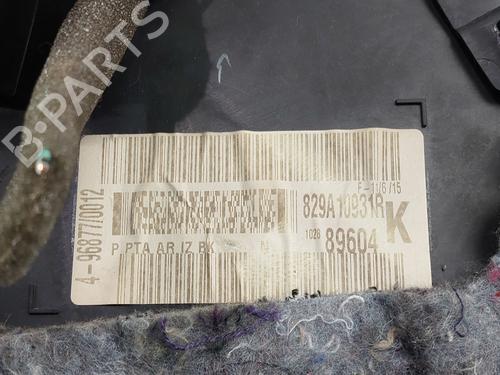 B-PARTS
4-96877/0012
F-11/6/15
829A10931R
K
1028
89604
P PTA AR IZ BK N